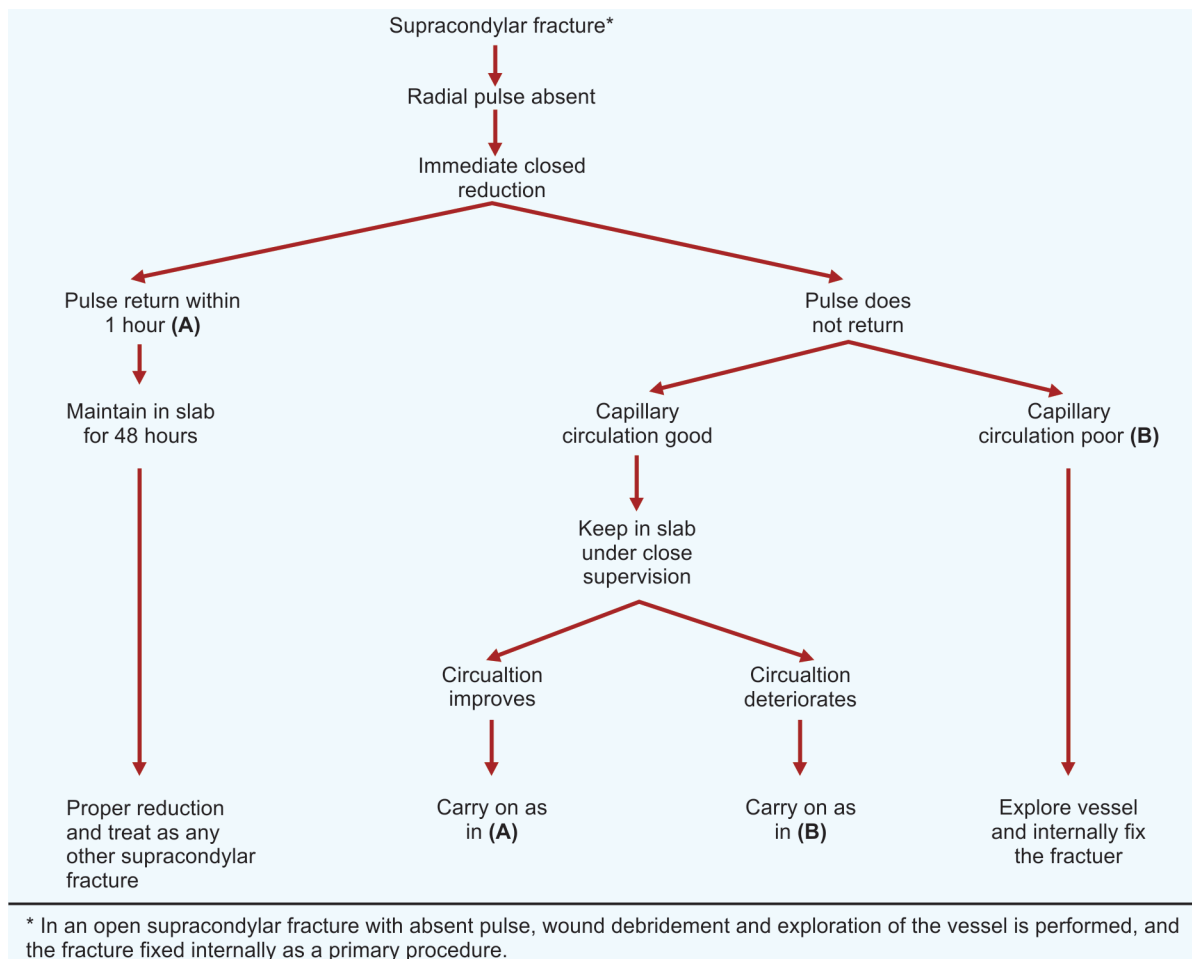 Supracondylar fracture*
Radial pulse absent
Immediate closed
reduction
Pulse return within
1 hour (A)
Pulse does
not return
Maintain in slab
for 48 hours
Capillary
circulation good
Capillary
circulation poor (B)
Keep in slab
under close
supervision
Circualtion
improves
Circualtion
deteriorates
Proper reduction
and treat as any
other supracondylar
fracture
Carry on as
in (A)
Carry on as
in (B)
Explore vessel
and internally fix
the fractuer
* In an open supracondylar fracture with absent pulse, wound debridement and exploration of the vessel is performed, and
the fracture fixed internally as a primary procedure.